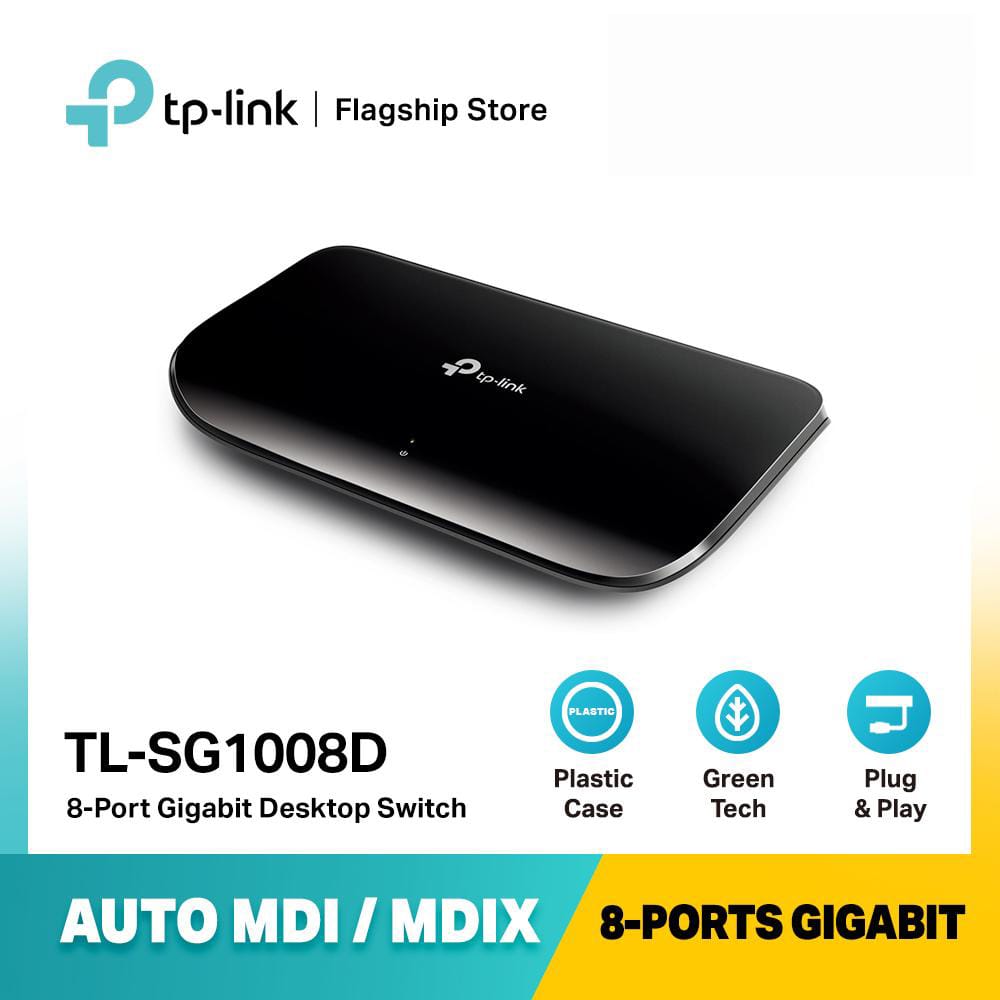 tp-link | Flagship Store
tp-link
TL-SG1008D
8-Port Gigabit Desktop Switch
PLASTIC
Plastic
Case
Green
Tech
Plug
& Play
AUTO MDI / MDIX
8-PORTS GIGABIT